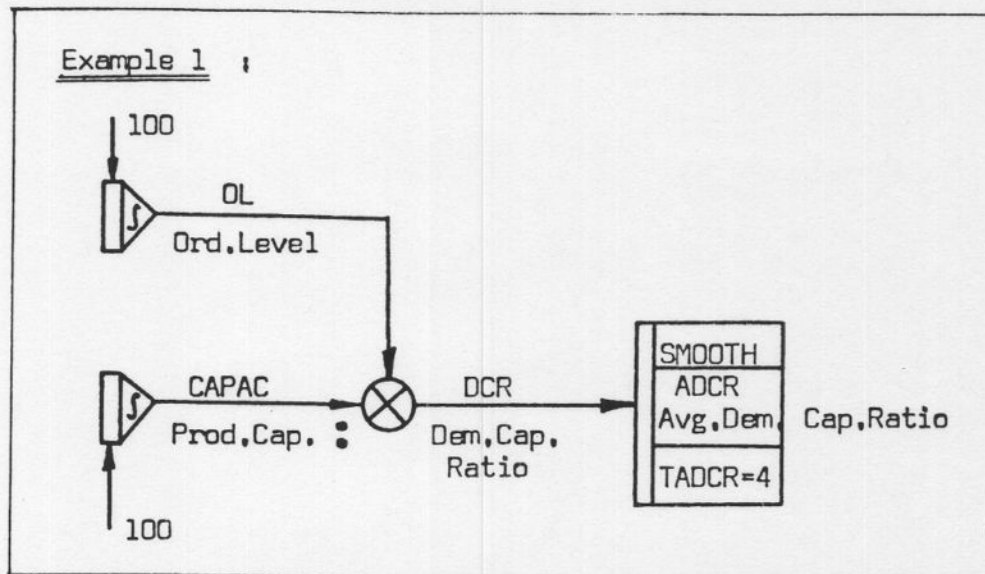 Example 1 :
100
∫
OL
Ord.Level
∫
CAPAC
Prod.Cap. :
100
DCR
Dem.Cap.
Ratio
SMOOTH
ADCR
Avg.Dem. Cap.Ratio
TADCR=4